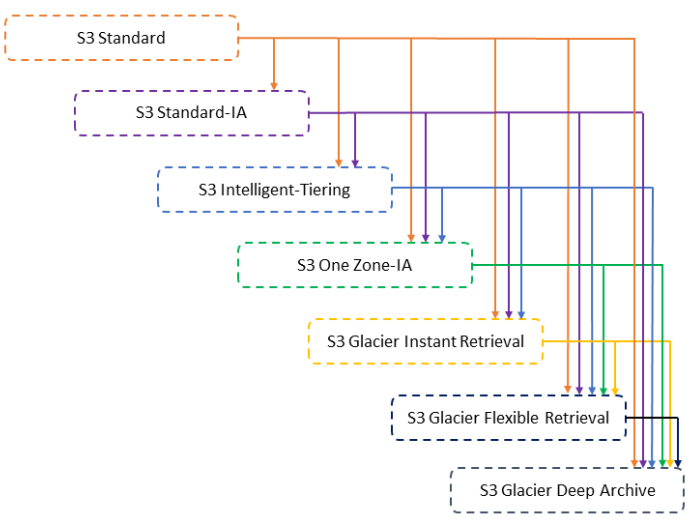 S3 Standard
S3 Standard-IA
S3 Intelligent-Tiering
S3 One Zone-IA
S3 Glacier Instant Retrieval
S3 Glacier Flexible Retrieval
S3 Glacier Deep Archive